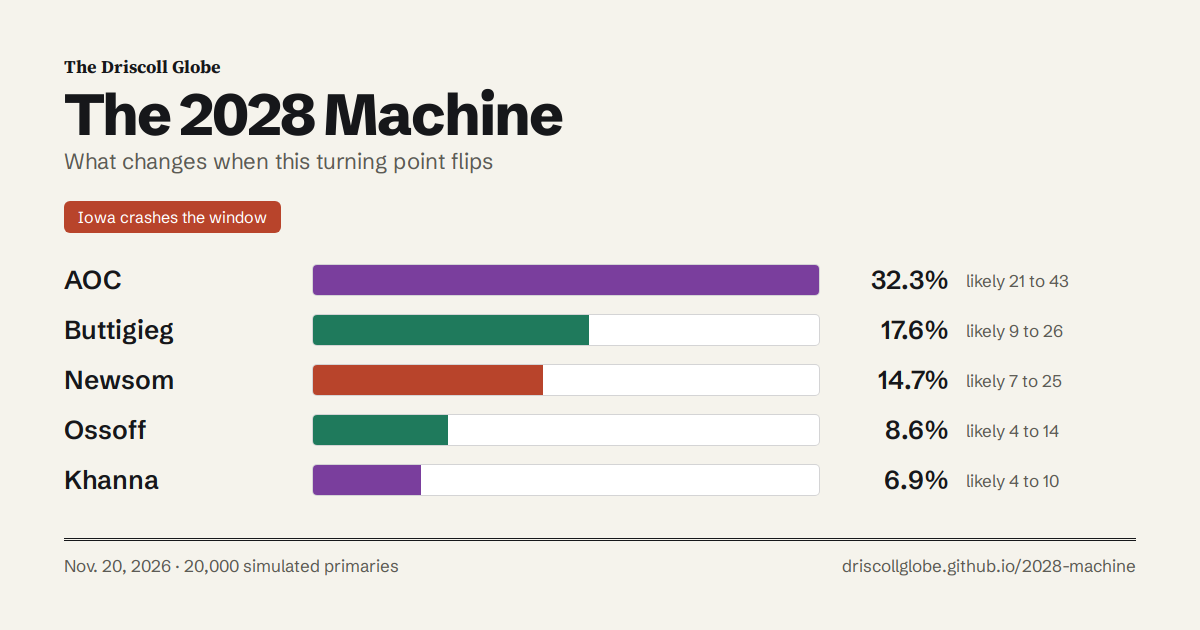 The Driscoll Globe
The 2028 Machine
What changes when this turning point flips
Iowa crashes the window
AOC 32.3% likely 21 to 43
Buttigieg 17.6% likely 9 to 26
Newsom 14.7% likely 7 to 25
Ossoff 8.6% likely 4 to 14
Khanna 6.9% likely 4 to 10
Nov. 20, 2026 · 20,000 simulated primaries driscollglobe.github.io/2028-machine